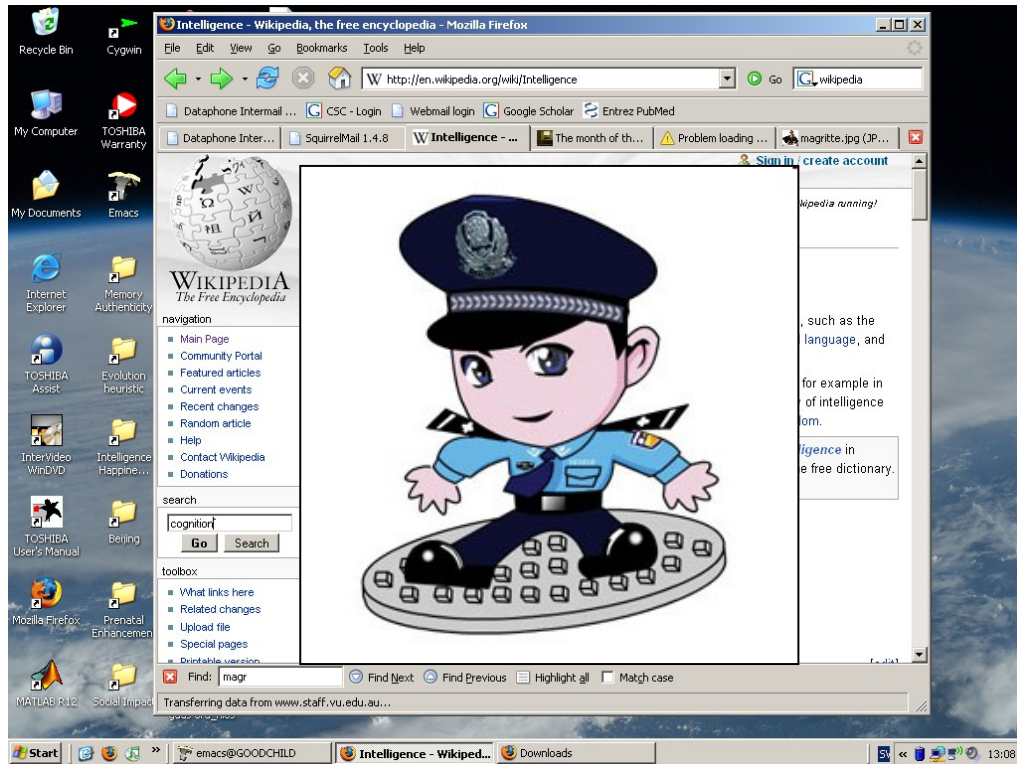 Recycle Bin
Cygwin
My Computer
TOSHIBA
Warranty
My Documents
Emacs
Internet
Explorer
Memory
Authenticity
TOSHIBA
Assist
Evolution
heuristic
InterVideo
WinDVD
Intelligence
Happine...
TOSHIBA
User's Manual
Beijing
Mozilla Firefox
Prenatal
Enhancemen
MATLAB R12
Social Impac
Intelligence - Wikipedia, the free encyclopedia - Mozilla Firefox
File Edit View Go Bookmarks Tools Help
W http://en.wikipedia.org/wiki/Intelligence Go G wikipedia
Dataphone Intermail ... CSC - Login Webmail login Google Scholar Entrez PubMed
Dataphone Inter... SquirrelMail 1.4.8 Intelligence - ... The month of th... Problem loading ... magritte.jpg (JP...
Sign in / create account
kipedia running!
WIKIPEDIA
The Free Encyclopedia
navigation
Main Page
Community Portal
Featured articles
Current events
Recent changes
Random article
Help
Contact Wikipedia
Donations
search
cognition
Go Search
toolbox
What links here
Related changes
Upload file
Special pages
Printable version
, such as the
language, and
for example in
of intelligence
dom.
ligence in
e free dictionary.
[edit]
Find: magr Find Next Find Previous Highlight all Match case
Transferring data from www.staff.vu.edu.au...
Start » emacs@GOODCHILD Intelligence - Wikiped... Downloads SV « 13:08